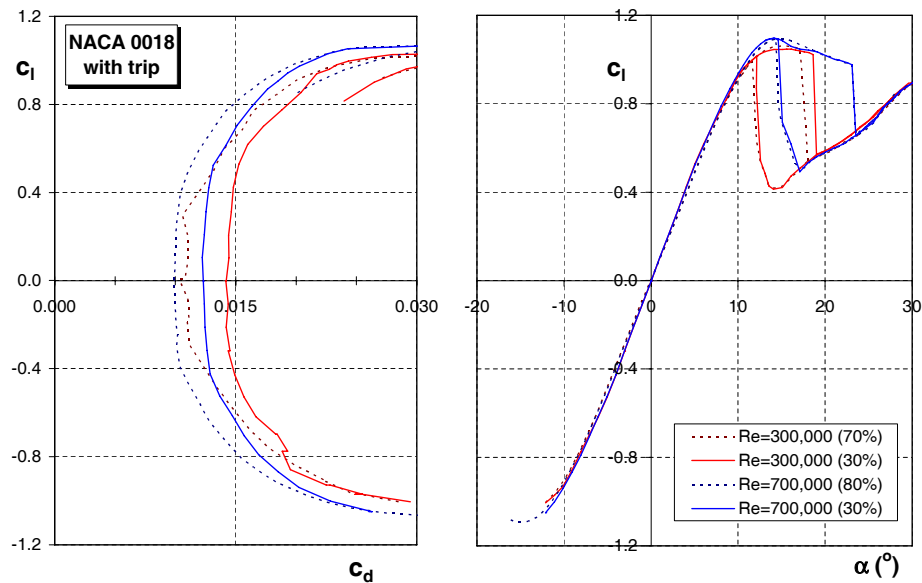 NACA 0018
with trip
cl
1.2
0.8
0.4
0.0
-0.4
-0.8
-1.2
0.000
0.015
0.030
cd
cl
1.2
0.8
0.4
0.0
-0.4
-0.8
-1.2
-20
-10
0
10
20
30
α (o)
Re=300,000 (70%)
Re=300,000 (30%)
Re=700,000 (80%)
Re=700,000 (30%)